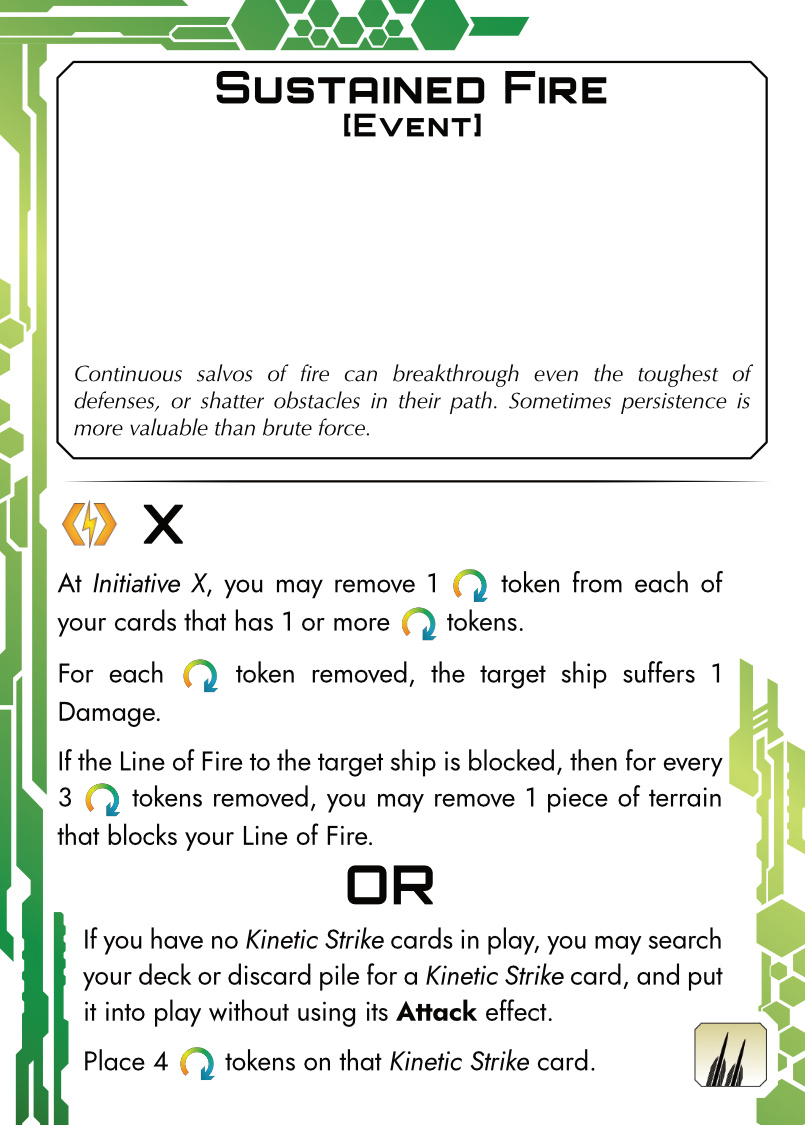 Sustained Fire
[Event]
Continuous salvos of fire can breakthrough even the toughest of
defenses, or shatter obstacles in their path. Sometimes persistence is
more valuable than brute force.
X
At Initiative X, you may remove 1 token from each of
your cards that has 1 or more tokens.
For each token removed, the target ship suffers 1
Damage.
If the Line of Fire to the target ship is blocked, then for every
3 tokens removed, you may remove 1 piece of terrain
that blocks your Line of Fire.
OR
If you have no Kinetic Strike cards in play, you may search
your deck or discard pile for a Kinetic Strike card, and put
it into play without using its Attack effect.
Place 4 tokens on that Kinetic Strike card.